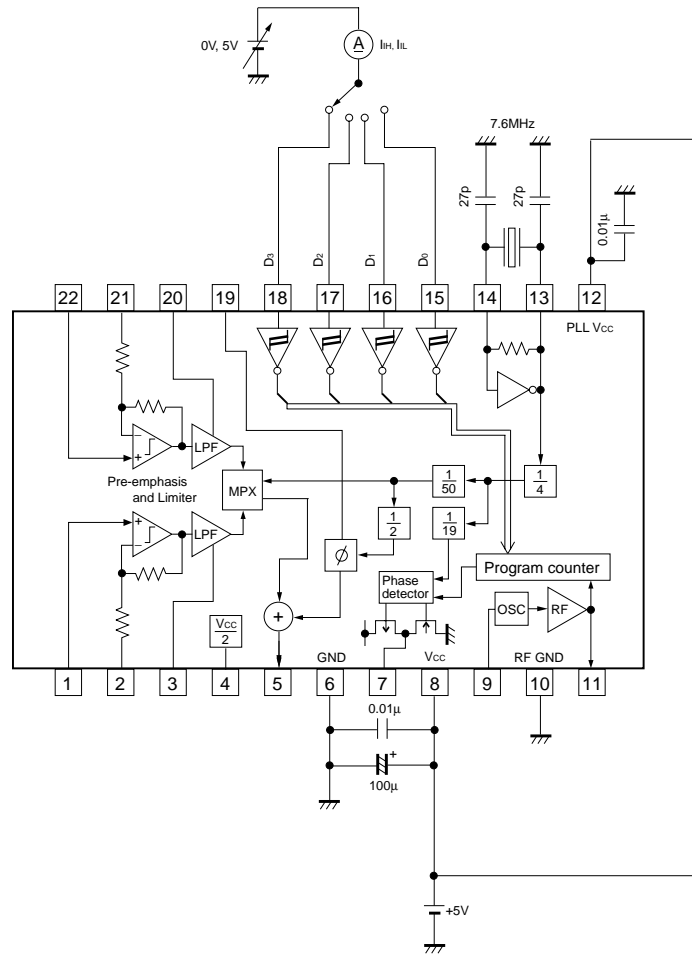 0V, 5V
A
IIH, IIL
7.6MHz
27p
27p
0.01μ
D3
D2
D1
D0
22
21
20
19
18
17
16
15
14
13
12
PLL VCC
LPF
Pre-emphasis
and Limiter
MPX
1/50
1/4
1/2
1/19
LPF
ϕ
Phase
detector
Program counter
OSC
RF
VCC/2
+
GND
VCC
RF GND
1
2
3
4
5
6
7
8
9
10
11
0.01μ
+
100μ
+5V